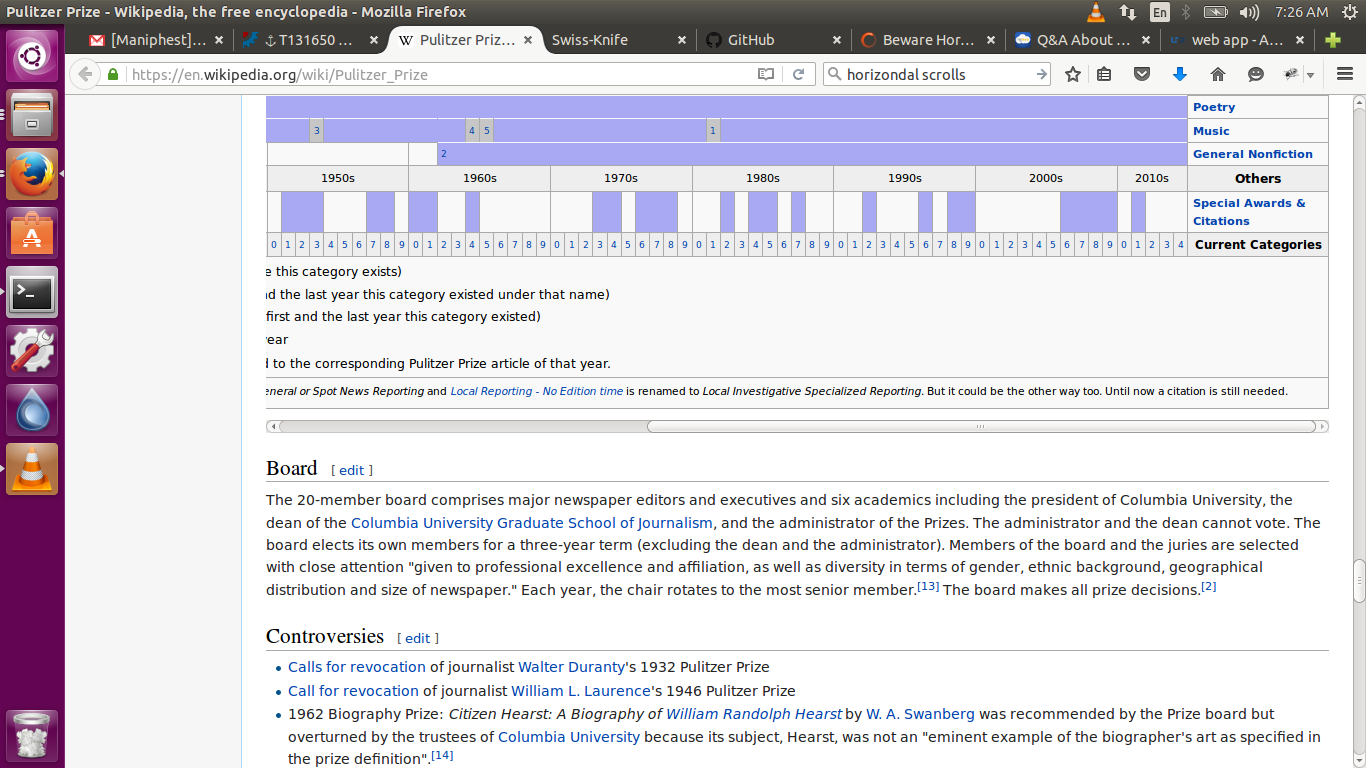 Pulitzer Prize - Wikipedia, the free encyclopedia - Mozilla Firefox
En
7:26 AM
[Maniphest]...
T131650 ...
Pulitzer Priz...
Swiss-Knife
GitHub
Beware Hor...
Q&A About ...
web app - A...
https://en.wikipedia.org/wiki/Pulitzer_Prize
horizondal scrolls
Poetry
3 4 5 1 Music
2 General Nonfiction
1950s 1960s 1970s 1980s 1990s 2000s 2010s Others
Special Awards &
Citations
0 1 2 3 4 5 6 7 8 9 0 1 2 3 4 5 6 7 8 9 0 1 2 3 4 5 6 7 8 9 0 1 2 3 4 5 6 7 8 9 0 1 2 3 4 5 6 7 8 9 0 1 2 3 4 5 6 7 8 9 0 1 2 3 4 Current Categories
e this category exists)
nd the last year this category existed under that name)
first and the last year this category existed)
year
d to the corresponding Pulitzer Prize article of that year.
eneral or Spot News Reporting and Local Reporting - No Edition time is renamed to Local Investigative Specialized Reporting. But it could be the other way too. Until now a citation is still needed.
Board [ edit ]
The 20-member board comprises major newspaper editors and executives and six academics including the president of Columbia University, the
dean of the Columbia University Graduate School of Journalism, and the administrator of the Prizes. The administrator and the dean cannot vote. The
board elects its own members for a three-year term (excluding the dean and the administrator). Members of the board and the juries are selected
with close attention "given to professional excellence and affiliation, as well as diversity in terms of gender, ethnic background, geographical
distribution and size of newspaper." Each year, the chair rotates to the most senior member.[13] The board makes all prize decisions.[2]
Controversies [ edit ]
• Calls for revocation of journalist Walter Duranty's 1932 Pulitzer Prize
• Call for revocation of journalist William L. Laurence's 1946 Pulitzer Prize
• 1962 Biography Prize: Citizen Hearst: A Biography of William Randolph Hearst by W. A. Swanberg was recommended by the Prize board but
overturned by the trustees of Columbia University because its subject, Hearst, was not an "eminent example of the biographer's art as specified in
the prize definition".[14]